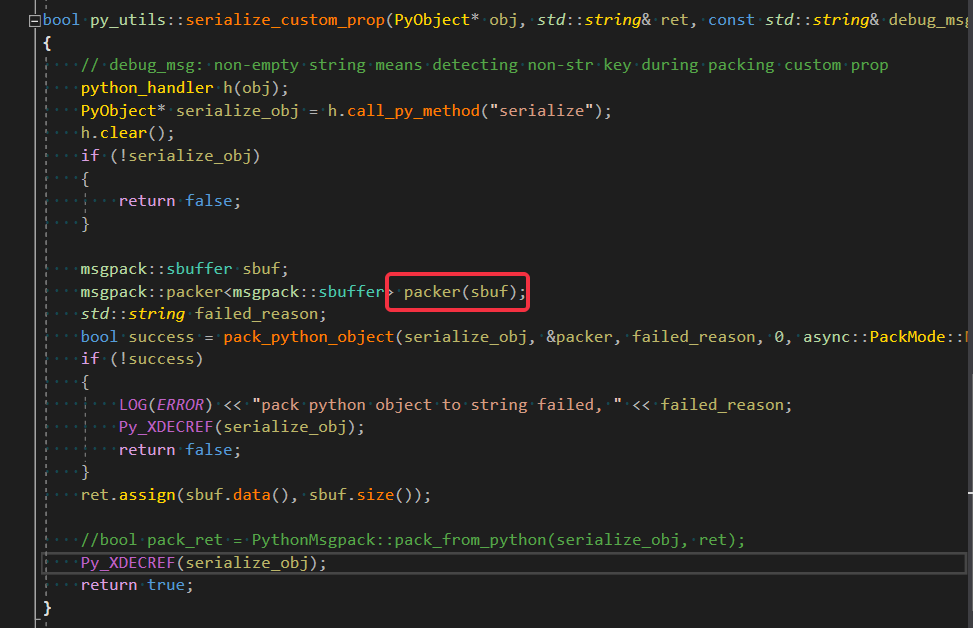 bool py_utils::serialize_custom_prop(PyObject* obj, std::string& ret, const std::string& debug_msg
{
// debug_msg: non-empty string means detecting non-str key during packing custom prop
python_handler h(obj);
PyObject* serialize_obj = h.call_py_method("serialize");
h.clear();
if (!serialize_obj)
{
return false;
}
msgpack::sbuffer sbuf;
msgpack::packer<msgpack::sbuffer> packer(sbuf);
std::string failed_reason;
bool success = pack_python_object(serialize_obj, &packer, failed_reason, 0, async::PackMode::
if (!success)
{
LOG(ERROR) << "pack python object to string failed, " << failed_reason;
Py_XDECREF(serialize_obj);
return false;
}
ret.assign(sbuf.data(), sbuf.size());
//bool pack_ret = PythonMsgpack::pack_from_python(serialize_obj, ret);
Py_XDECREF(serialize_obj);
return true;
}